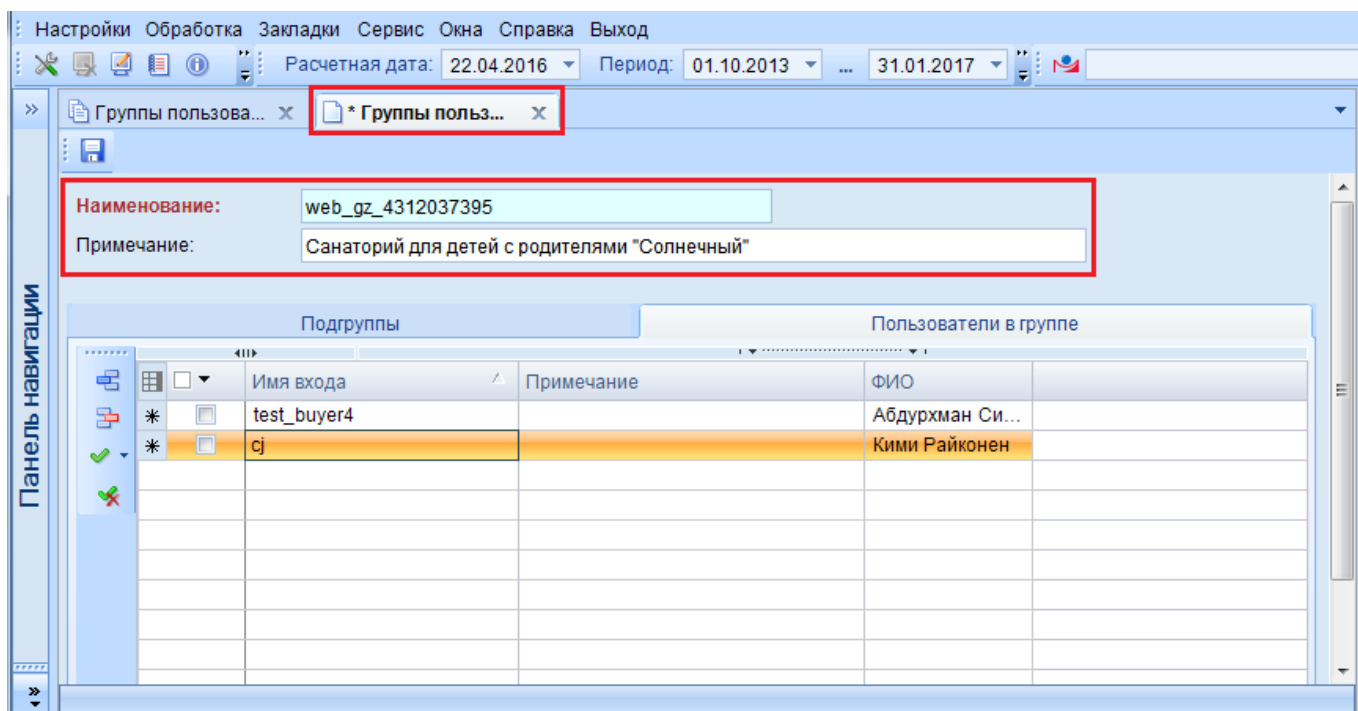 Настройки Обработка Закладки Сервис Окна Справка Выход
Расчетная дата: 22.04.2016 Период: 01.10.2013 ... 31.01.2017
Группы пользова... * Группы польз...
Наименование: web_gz_4312037395
Примечание: Санаторий для детей с родителями "Солнечный"
Панель навигации
Подгруппы Пользователи в группе
Имя входа Примечание ФИО
test_buyer4 Абдурхман Си...
cj Кими Райконен